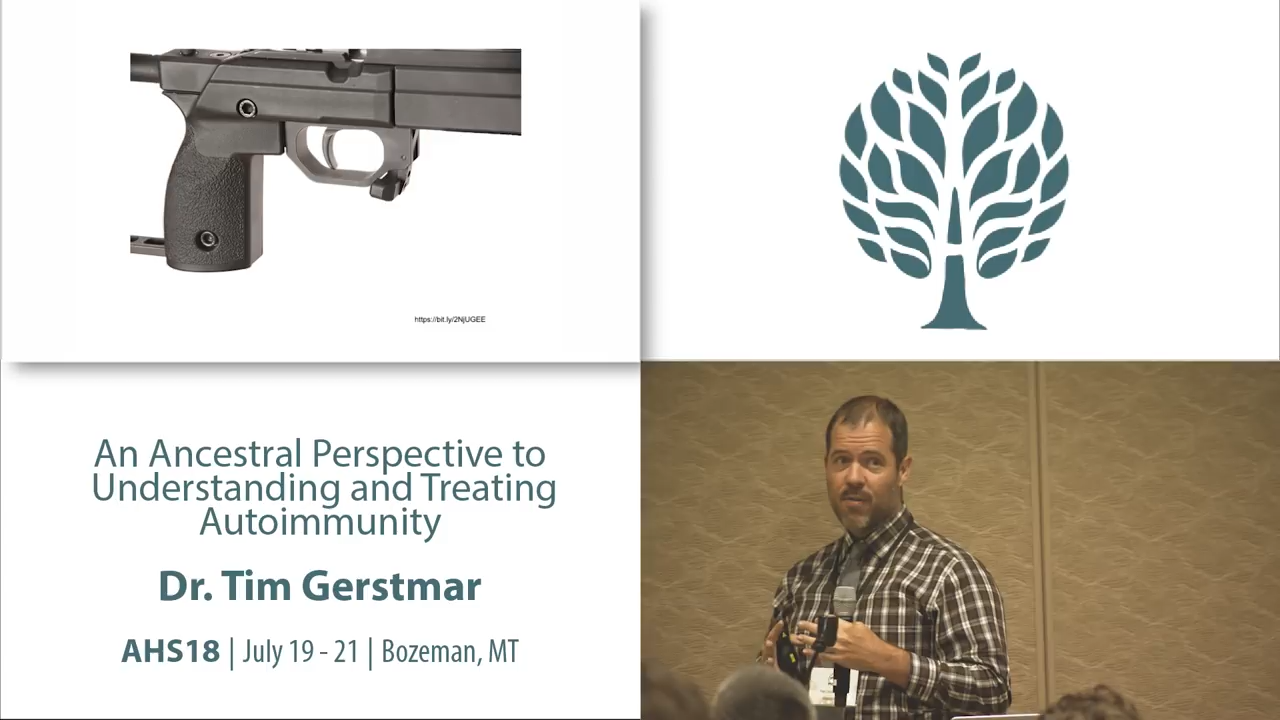 https://bit.ly/2NjUGEE
An Ancestral Perspective to
Understanding and Treating
Autoimmunity
Dr. Tim Gerstmar
AHS18 | July 19 - 21 | Bozeman, MT